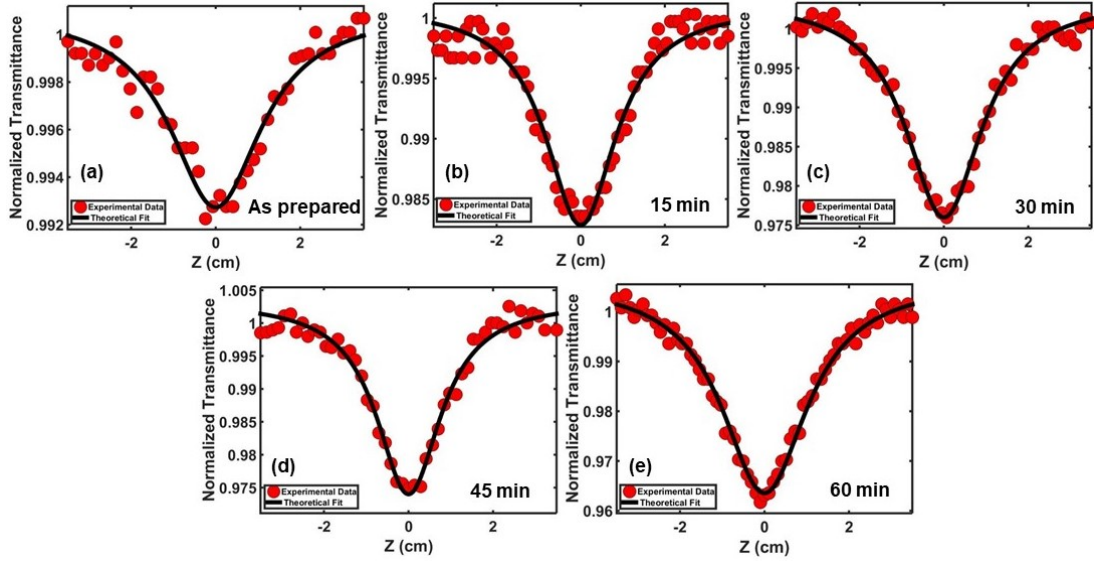 (a)
Normalized Transmittance
1
0.998
0.996
0.994
0.992
Experimental Data
Theoretical Fit
As prepared
-2 0 2
Z (cm)
(b)
Normalized Transmittance
1
0.995
0.99
0.985
Experimental Data
Theoretical Fit
15 min
-2 0 2
Z (cm)
(c)
Normalized Transmittance
1
0.995
0.99
0.985
0.98
0.975
Experimental Data
Theoretical Fit
30 min
-2 0 2
Z (cm)
(d)
Normalized Transmittance
1.005
1
0.995
0.99
0.985
0.98
0.975
Experimental Data
Theoretical Fit
45 min
-2 0 2
Z (cm)
(e)
Normalized Transmittance
1
0.99
0.98
0.97
0.96
Experimental Data
Theoretical Fit
60 min
-2 0 2
Z (cm)